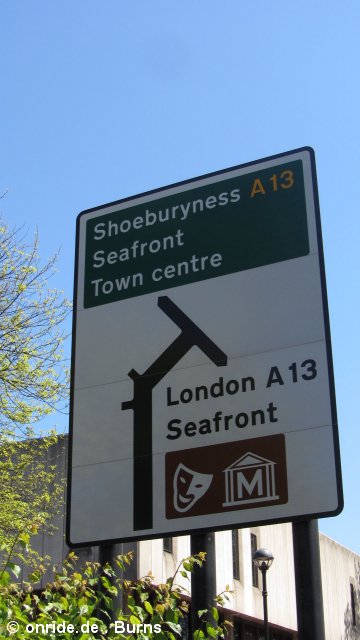 Shoeburyness A13
Seafront
Town centre
London A13
Seafront
M
© onride.de . Burns